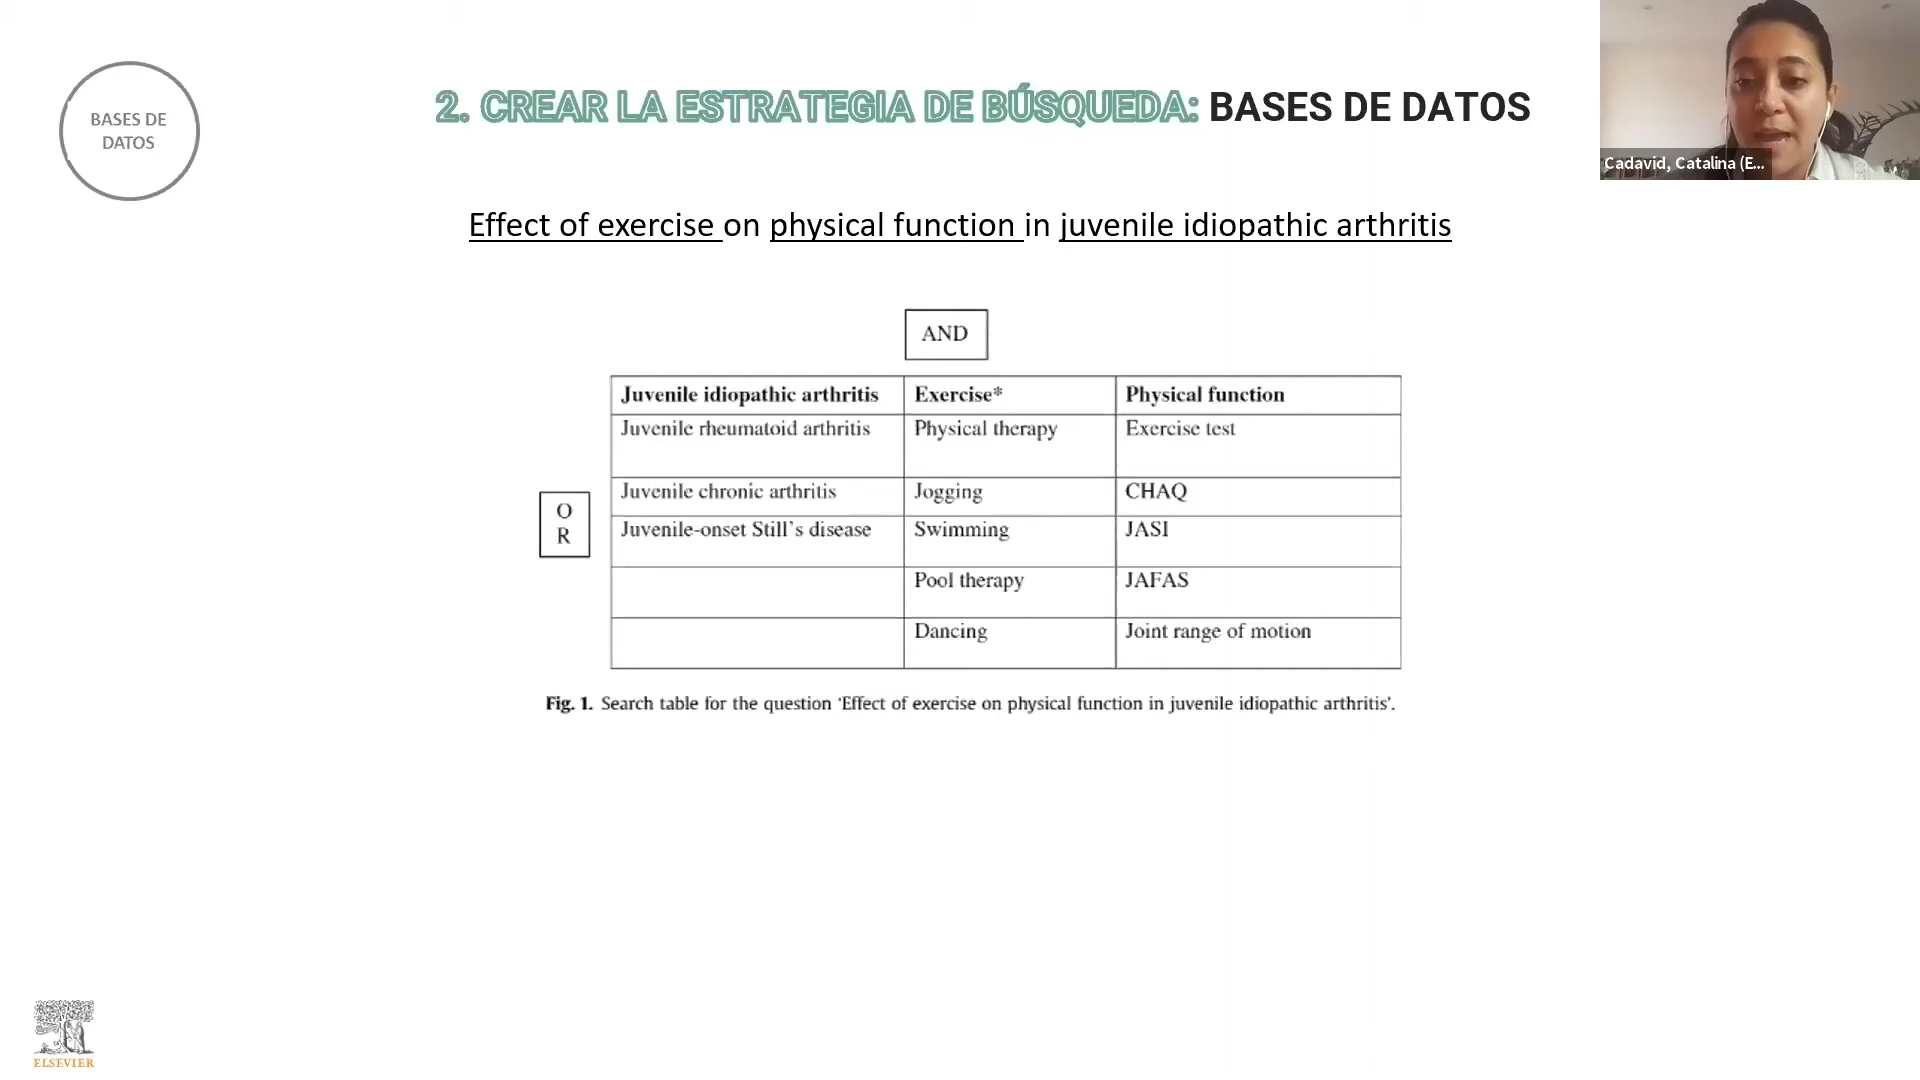 BASES DE
DATOS
2. CREAR LA ESTRATEGIA DE BÚSQUEDA: BASES DE DATOS
Cadavid, Catalina (E...
Effect of exercise on physical function in juvenile idiopathic arthritis
AND
O
R
Juvenile idiopathic arthritis Exercise* Physical function
Juvenile rheumatoid arthritis Physical therapy Exercise test
Juvenile chronic arthritis Jogging CHAQ
Juvenile-onset Still's disease Swimming JASI
Pool therapy JAFAS
Dancing Joint range of motion
Fig. 1. Search table for the question 'Effect of exercise on physical function in juvenile idiopathic arthritis'.
ELSEVIER